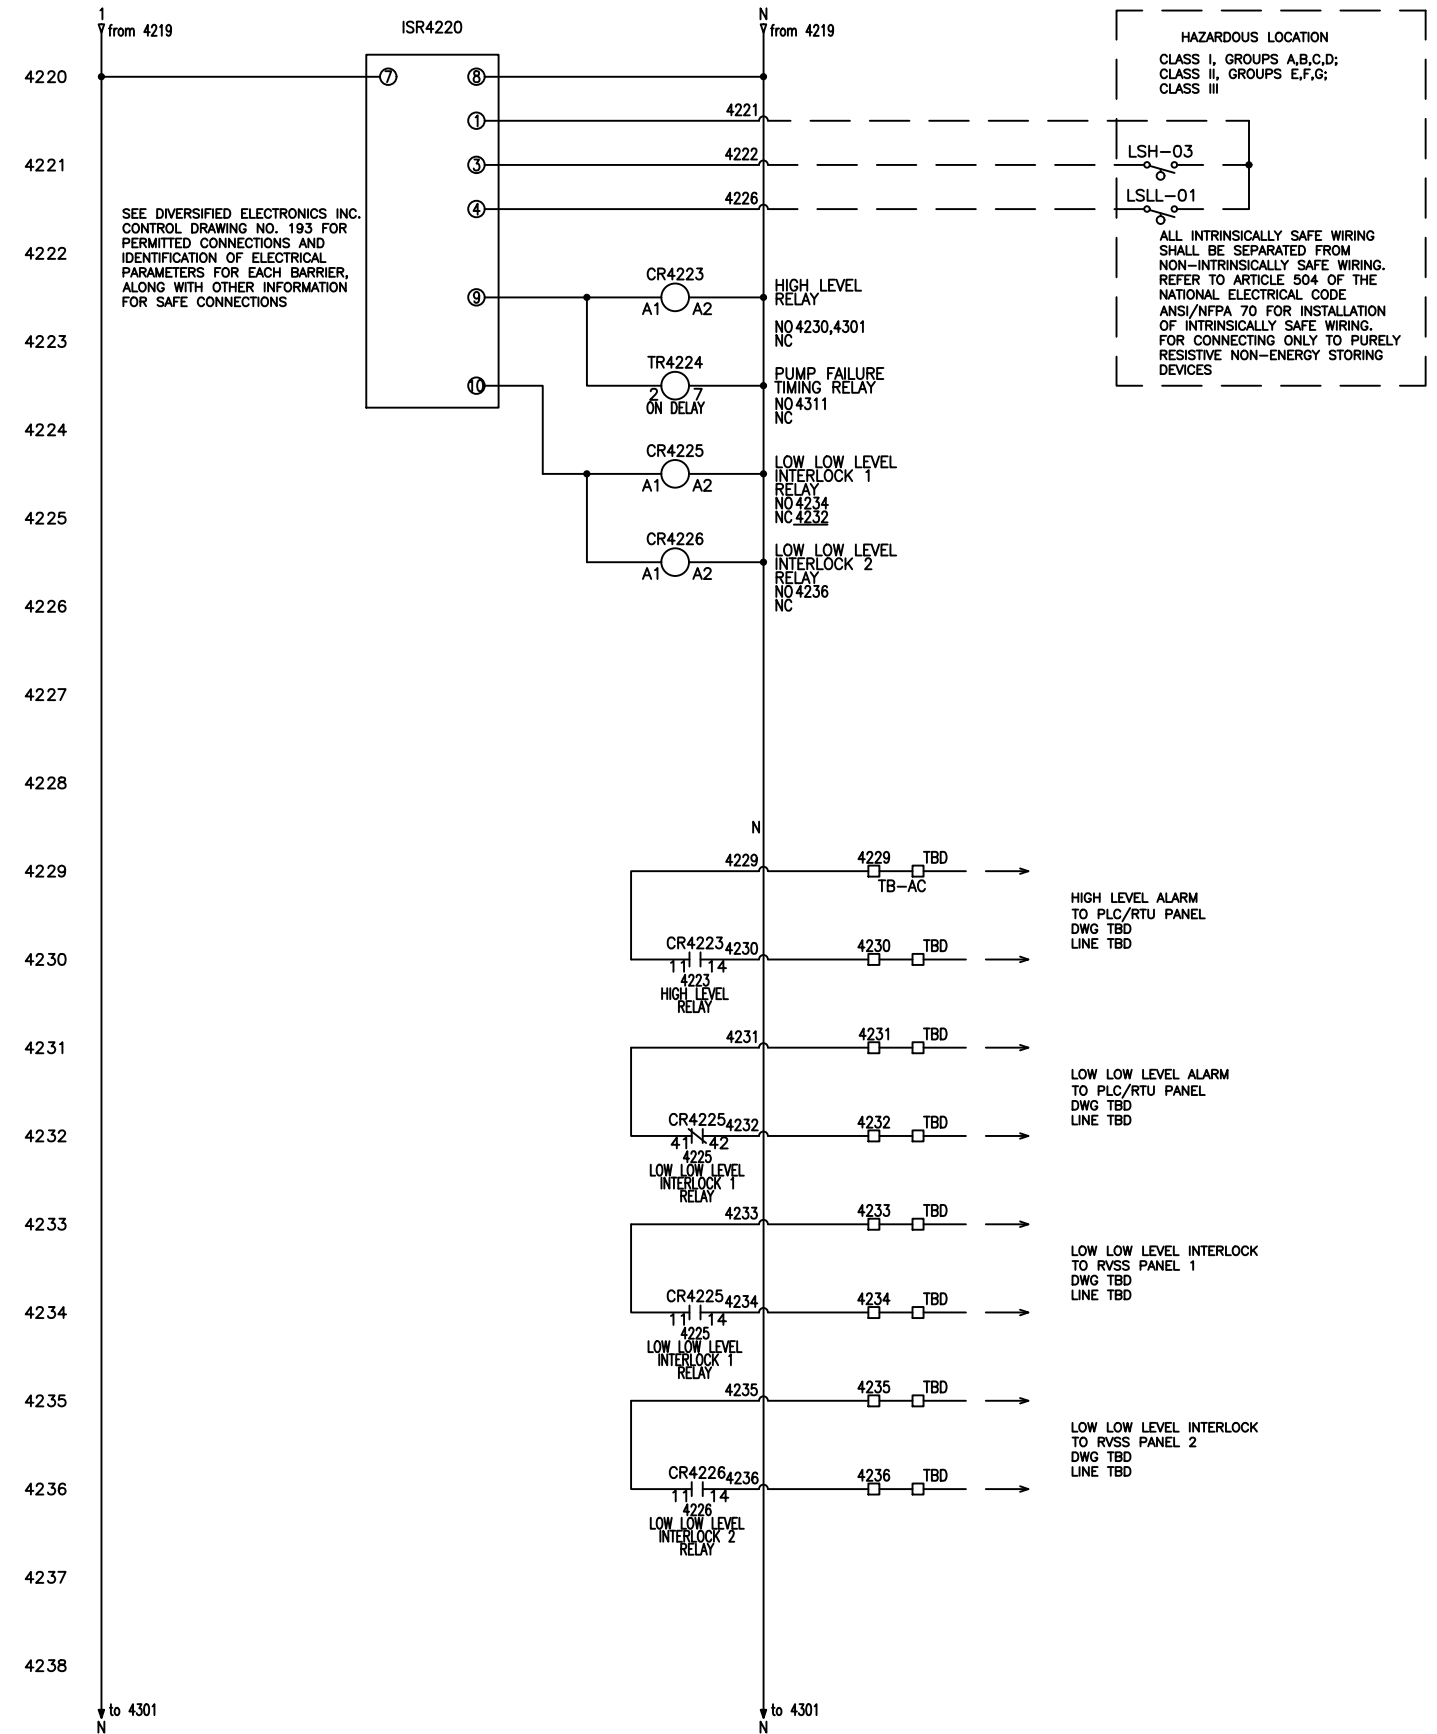 1
from 4219
ISR4220
N
from 4219
HAZARDOUS LOCATION
CLASS I, GROUPS A,B,C,D;
CLASS II, GROUPS E,F,G;
CLASS III
4220
7
8
1
4221
4221
3
4222
LSH-03
4
4226
LSLL-01
SEE DIVERSIFIED ELECTRONICS INC.
CONTROL DRAWING NO. 193 FOR
PERMITTED CONNECTIONS AND
IDENTIFICATION OF ELECTRICAL
PARAMETERS FOR EACH BARRIER,
ALONG WITH OTHER INFORMATION
FOR SAFE CONNECTIONS
ALL INTRINSICALLY SAFE WIRING
SHALL BE SEPARATED FROM
NON-INTRINSICALLY SAFE WIRING.
REFER TO ARTICLE 504 OF THE
NATIONAL ELECTRICAL CODE
ANSI/NFPA 70 FOR INSTALLATION
OF INTRINSICALLY SAFE WIRING.
FOR CONNECTING ONLY TO PURELY
RESISTIVE NON-ENERGY STORING
DEVICES
4222
9
CR4223
A1 A2
HIGH LEVEL
RELAY
NO 4230,4301
NC
4223
10
TR4224
2 7
ON DELAY
PUMP FAILURE
TIMING RELAY
NO 4311
NC
4224
CR4225
A1 A2
LOW LOW LEVEL
INTERLOCK 1
RELAY
NO 4234
NC 4232
4225
CR4226
A1 A2
LOW LOW LEVEL
INTERLOCK 2
RELAY
NO 4236
NC
4226
4227
4228
N
4229
4229
4229 TBD
TB-AC
HIGH LEVEL ALARM
TO PLC/RTU PANEL
DWG TBD
LINE TBD
4230
CR4223 4230
11 14
4223
HIGH LEVEL
RELAY
4230 TBD
4231
4231
4231 TBD
LOW LOW LEVEL ALARM
TO PLC/RTU PANEL
DWG TBD
LINE TBD
4232
CR4225 4232
41 42
4225
LOW LOW LEVEL
INTERLOCK 1
RELAY
4232 TBD
4233
4233
4233 TBD
LOW LOW LEVEL INTERLOCK
TO RVSS PANEL 1
DWG TBD
LINE TBD
4234
CR4225 4234
11 14
4225
LOW LOW LEVEL
INTERLOCK 1
RELAY
4234 TBD
4235
4235
4235 TBD
LOW LOW LEVEL INTERLOCK
TO RVSS PANEL 2
DWG TBD
LINE TBD
4236
CR4226 4236
11 14
4226
LOW LOW LEVEL
INTERLOCK 2
RELAY
4236 TBD
4237
4238
to 4301
N
to 4301
N